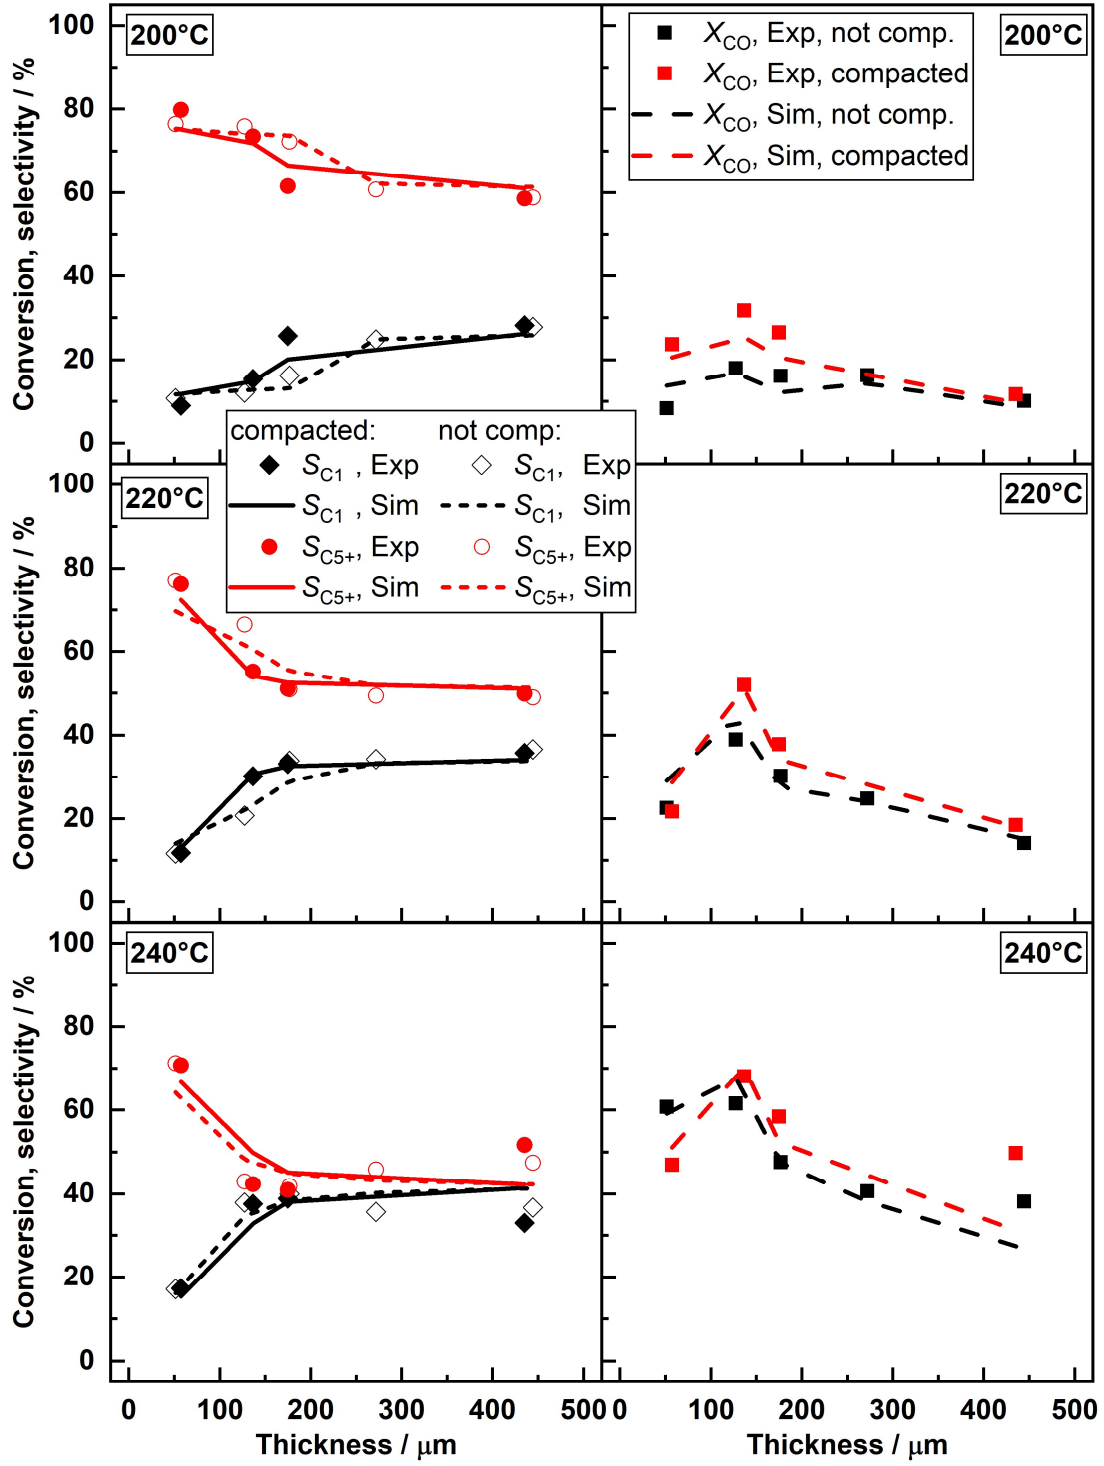 200°C
200°C
X_CO, Exp, not comp.
X_CO, Exp, compacted
X_CO, Sim, not comp.
X_CO, Sim, compacted
Conversion, selectivity / %
100
80
60
40
20
0
compacted: not comp:
S_C1 , Exp S_C1, Exp
S_C1 , Sim S_C1, Sim
S_C5+, Exp S_C5+, Exp
S_C5+, Sim S_C5+, Sim
220°C
220°C
Conversion, selectivity / %
100
80
60
40
20
0
240°C
240°C
Conversion, selectivity / %
100
80
60
40
20
0
0 100 200 300 400 500 0 100 200 300 400 500
Thickness / μm Thickness / μm